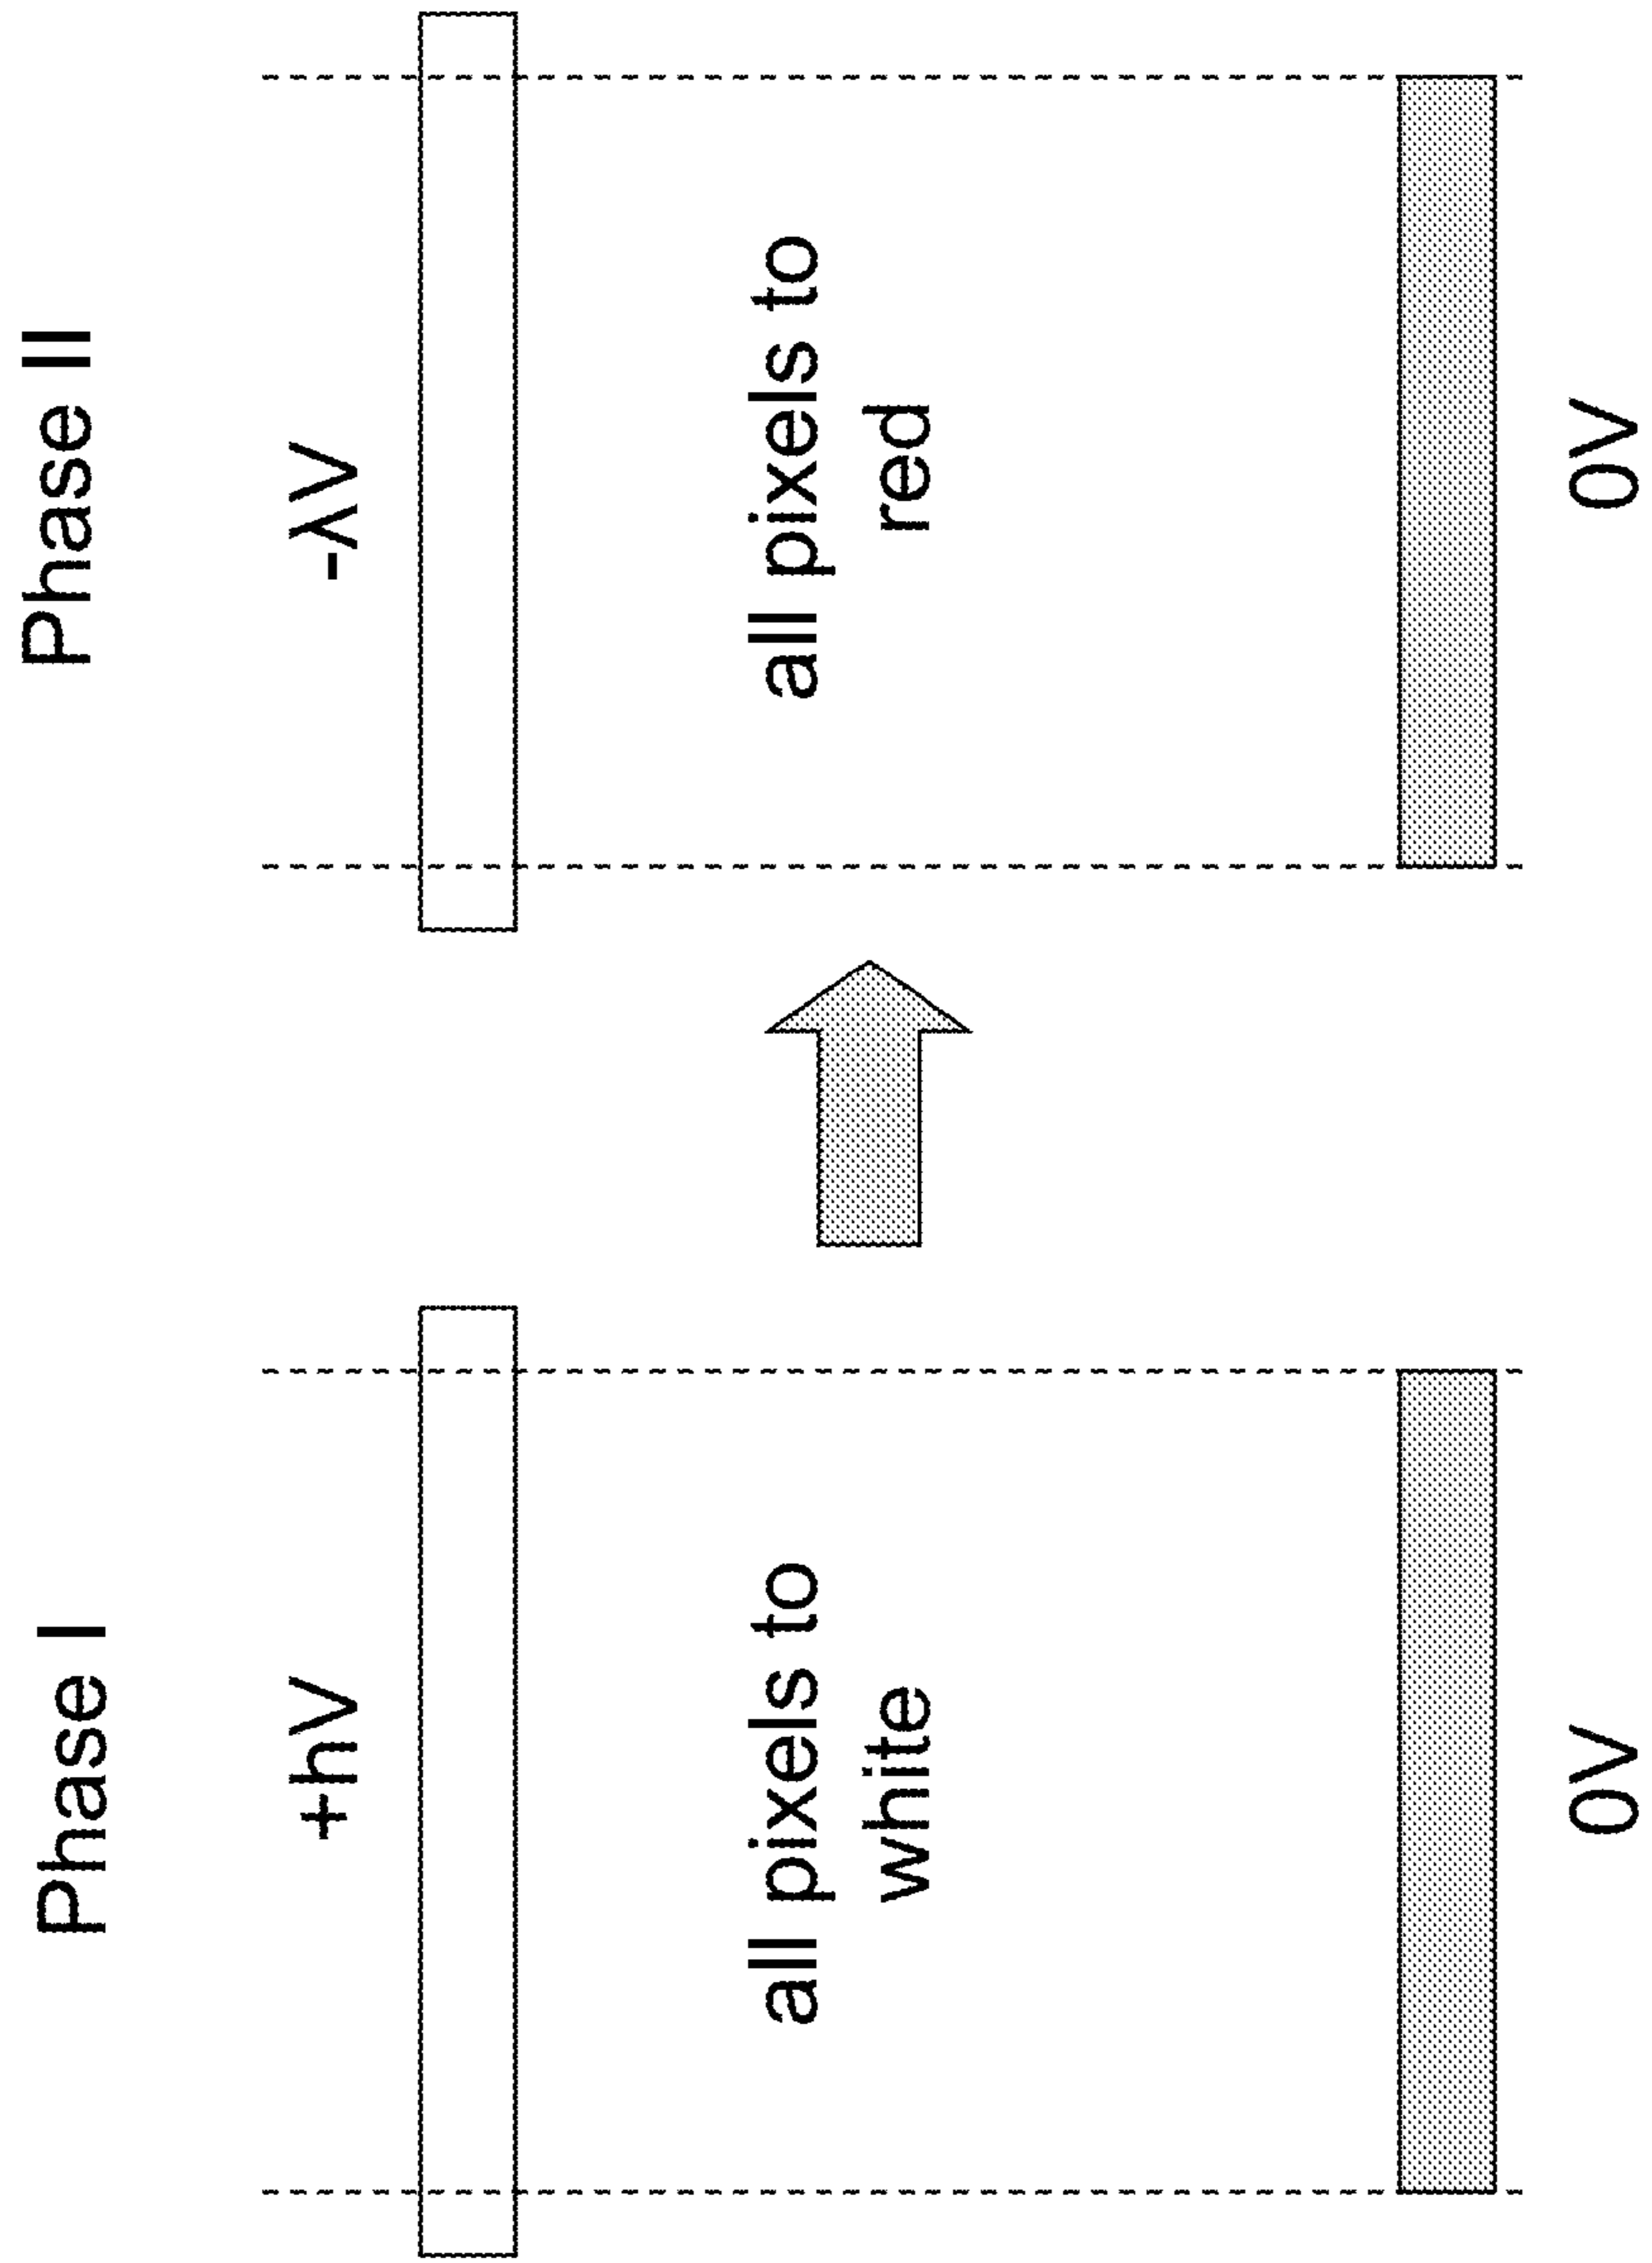 Phase I
+hV
all pixels to
white
0V
Phase II
-λV
all pixels to
red
0V